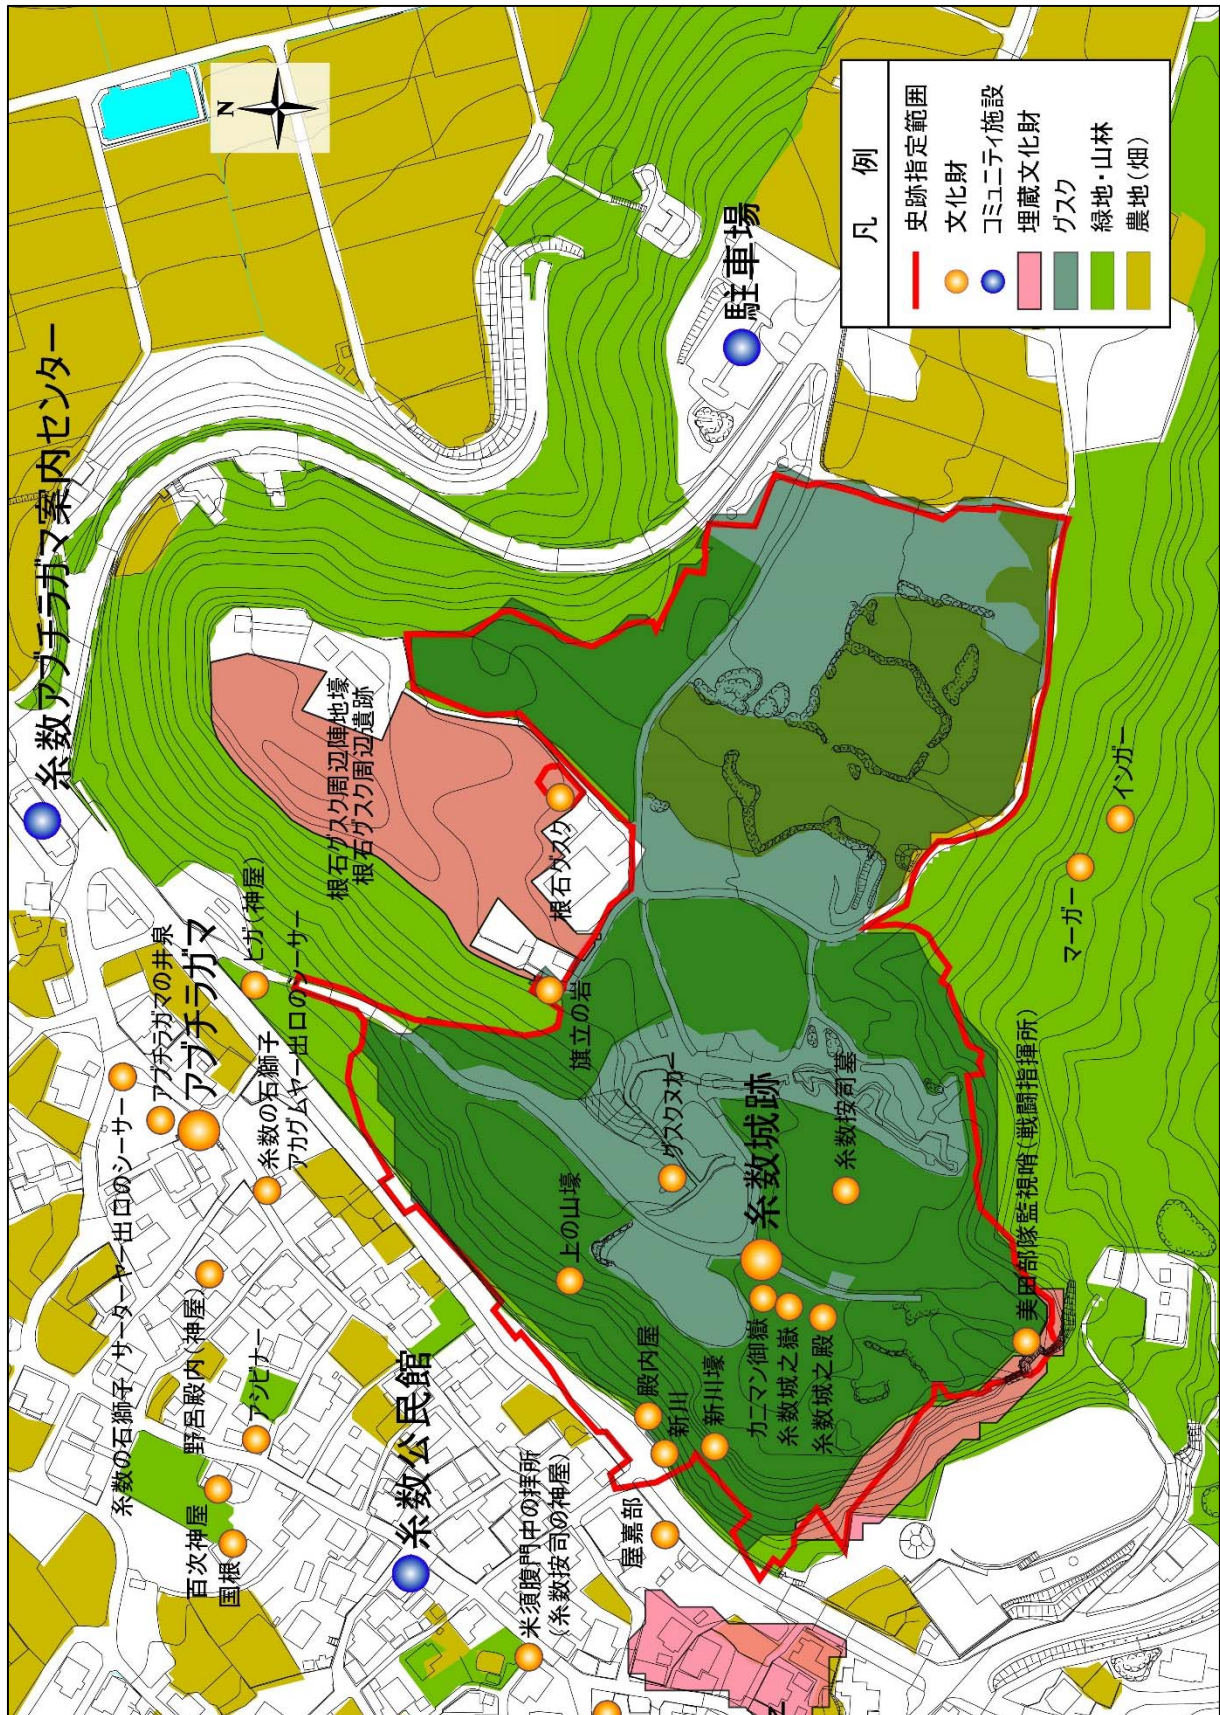 糸数アブチラガマ案内センター
N
駐車場
凡 例
史跡指定範囲
文化財
コミュニティ施設
埋蔵文化財
グスク
緑地・山林
農地(畑)
根石グスク周辺陣地壕
根石グスク周辺遺跡
根石グスク
ヒガ(神屋)
アブチラガマの井泉
アブチラガマ
糸数の石獅子/サーターヤー出口のシーサー
糸数の石獅子
アカグムヤー出口のシーサー
旗立の岩
グスクヌカー
上の山壕
糸数城跡
糸数按司墓
マーガー
インガー
野呂殿内(神屋)
アシビナー
百次神屋
国根
糸数公民館
米須腹門中の拝所
(糸数按司の神屋)
屋嘉部
殿内屋
新川
新川壕
カニマン御嶽
糸数城之嶽
糸数城之殿
美田部隊監視哨(戦闘指揮所)